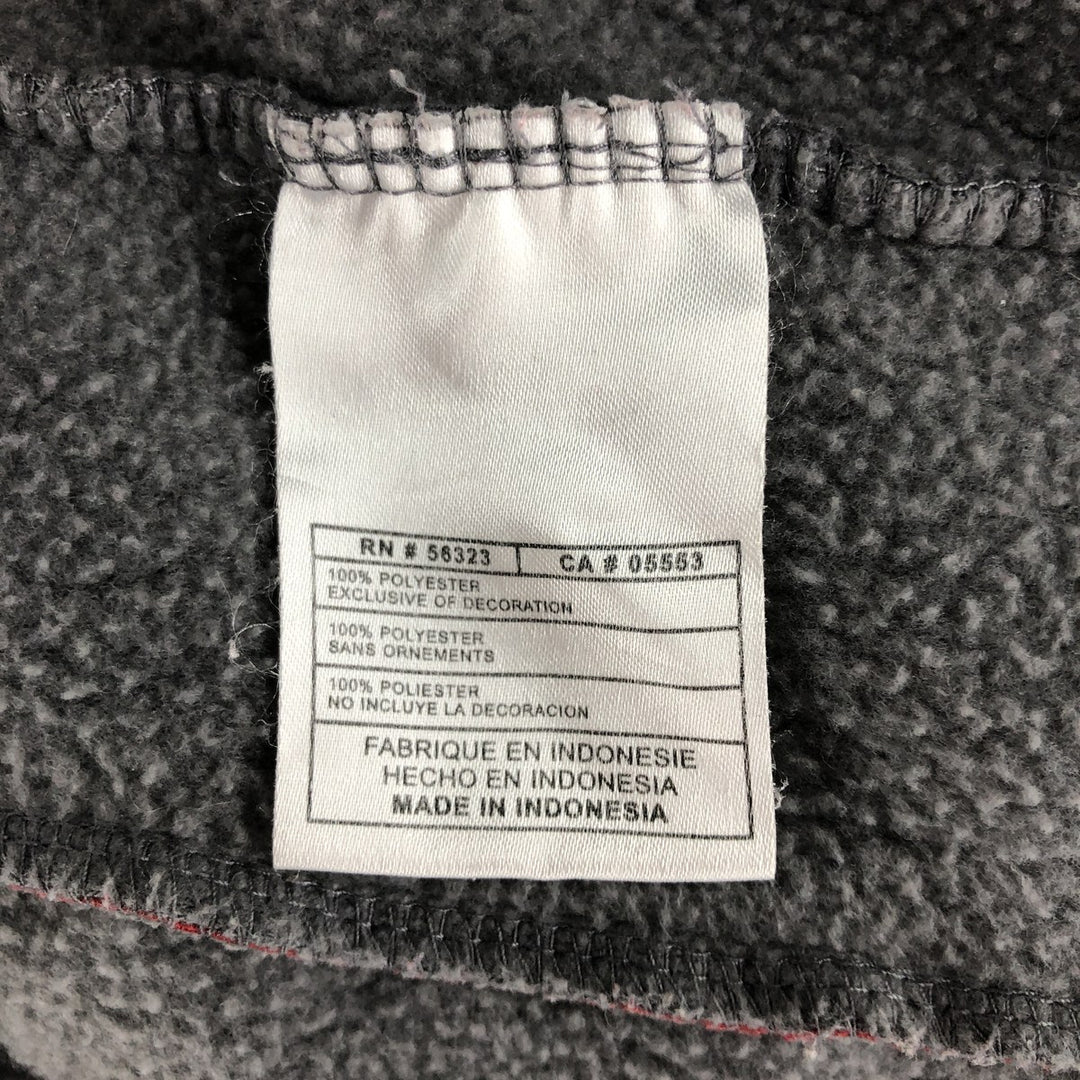 RN # 56323 CA # 05553
100% POLYESTER
EXCLUSIVE OF DECORATION
100% POLYESTER
SANS ORNEMENTS
100% POLIESTER
NO INCLUYE LA DECORACION
FABRIQUE EN INDONESIE
HECHO EN INDONESIA
MADE IN INDONESIA